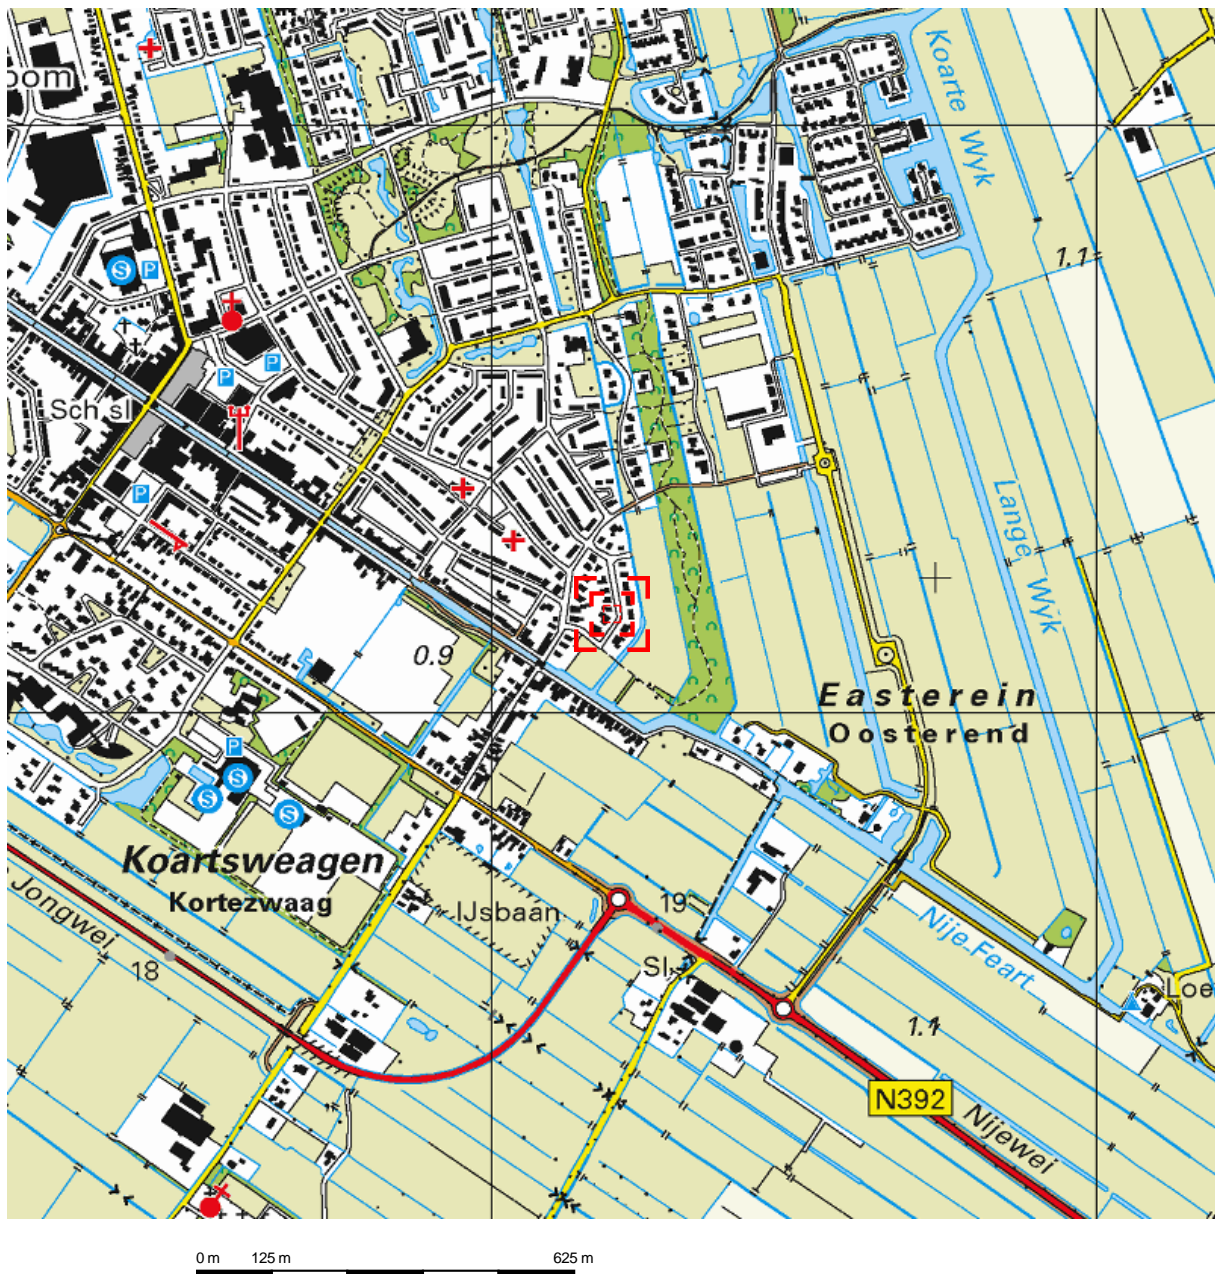 oom
Koarte Wyk
1.1
S
P
P
P
Sch sl
P
Lange Wyk
0.9
Easterein
Oosterend
P
S
S
S
Koartsweagen
Kortezwaag
IJsbaan
19
Jongwei
18
Sl.
Nije Feart
Loe
1.1
N392
Nijewei
0 m 125 m 625 m